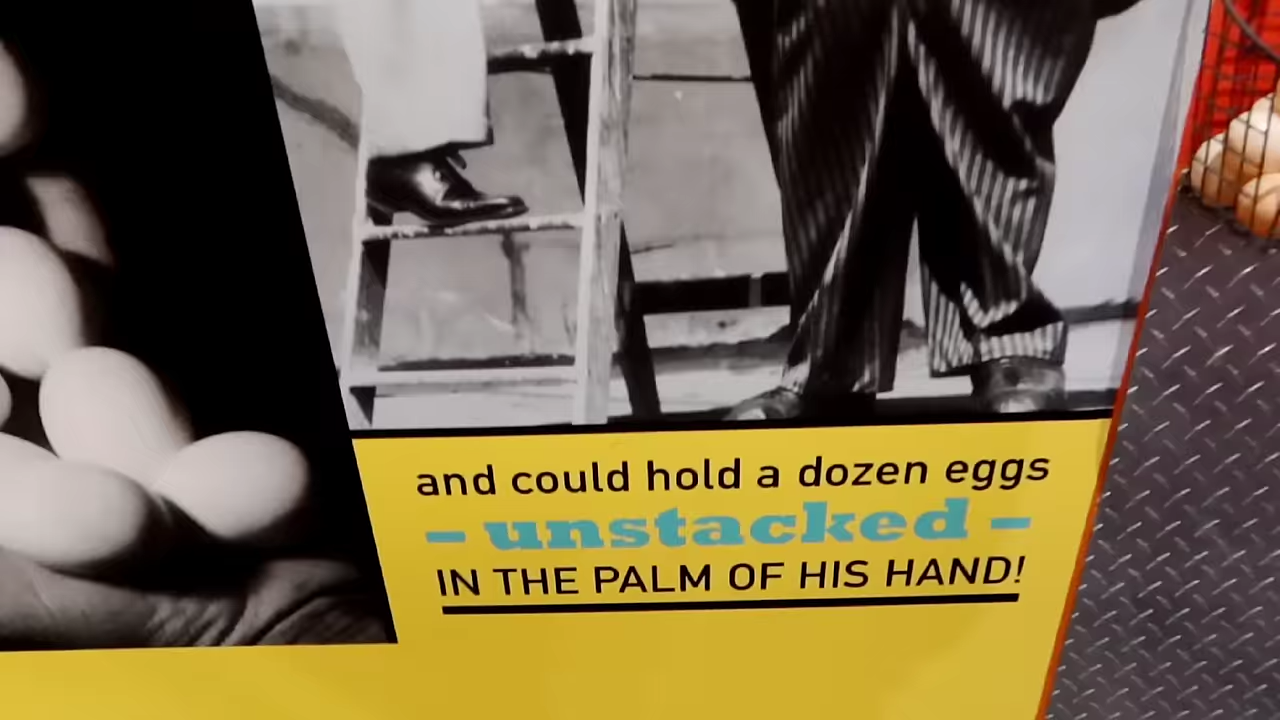 and could hold a dozen eggs
– unstacked –
IN THE PALM OF HIS HAND!